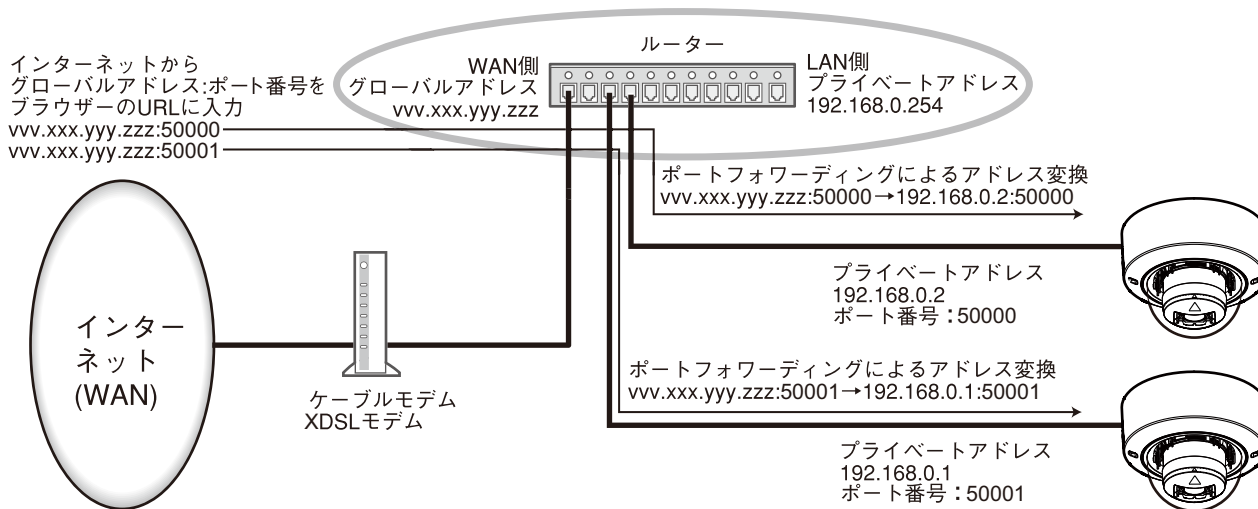 ルーター
インターネットから
グローバルアドレス:ポート番号を
ブラウザーのURLに入力
vvv.xxx.yyy.zzz:50000
vvv.xxx.yyy.zzz:50001
WAN側
グローバルアドレス
vvv.xxx.yyy.zzz
LAN側
プライベートアドレス
192.168.0.254
ポートフォワーディングによるアドレス変換
vvv.xxx.yyy.zzz:50000→192.168.0.2:50000
プライベートアドレス
192.168.0.2
ポート番号：50000
インター
ネット
(WAN)
ケーブルモデム
XDSLモデム
ポートフォワーディングによるアドレス変換
vvv.xxx.yyy.zzz:50001→192.168.0.1:50001
プライベートアドレス
192.168.0.1
ポート番号：50001